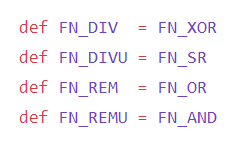 def FN_DIV  = FN_XOR
def FN_DIVU = FN_SR
def FN_REM  = FN_OR
def FN_REMU = FN_AND